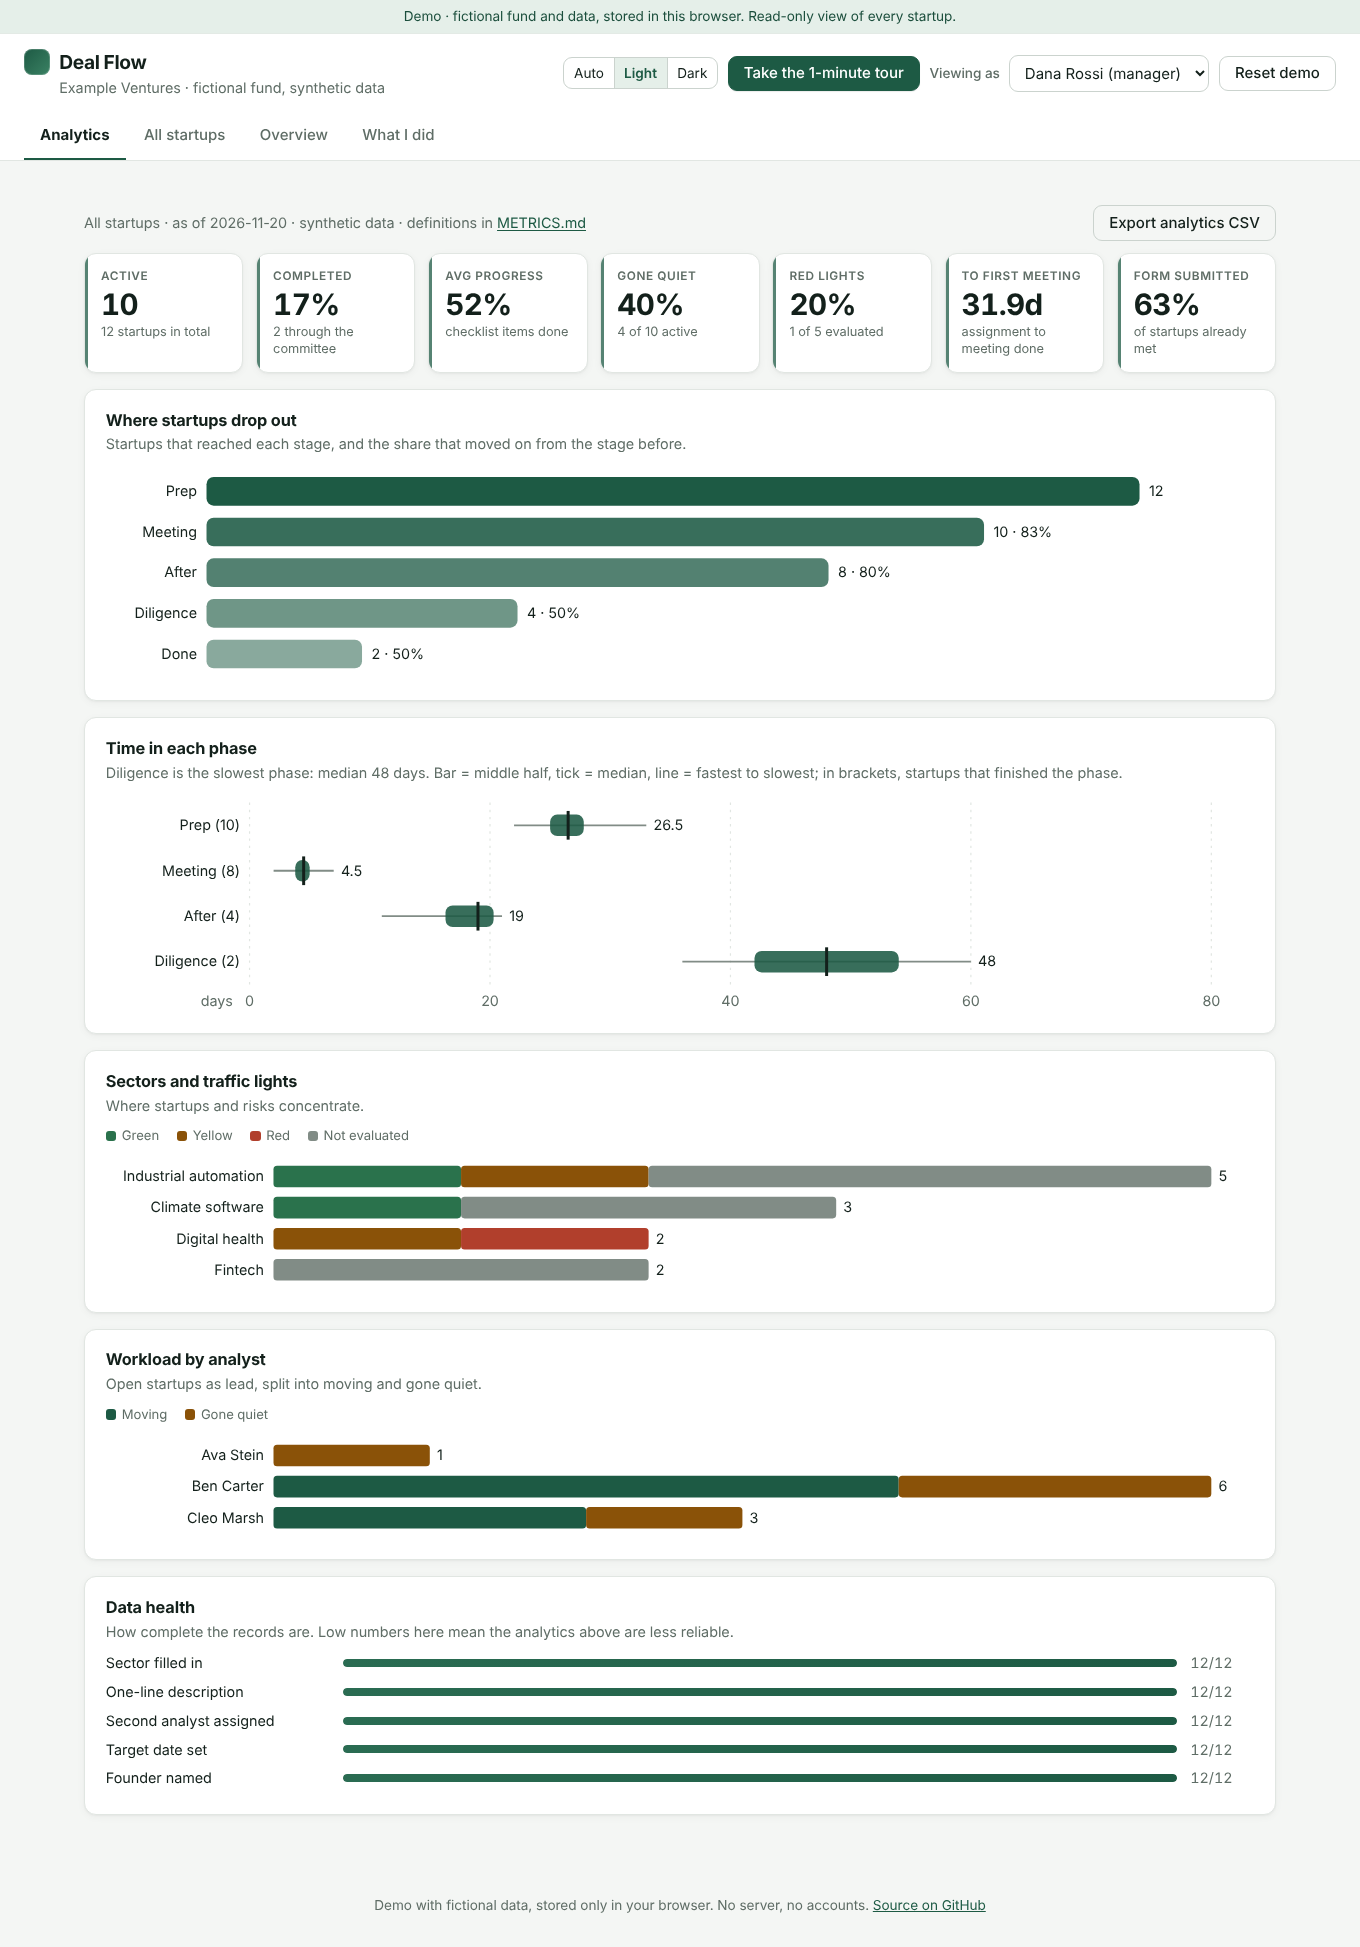 Demo · fictional fund and data, stored in this browser. Read-only view of every startup.
Deal Flow
Example Ventures · fictional fund, synthetic data
Auto Light Dark
Take the 1-minute tour
Viewing as
Dana Rossi (manager)
Reset demo
Analytics
All startups
Overview
What I did
All startups · as of 2026-11-20 · synthetic data · definitions in METRICS.md
Export analytics CSV
ACTIVE
10
12 startups in total
COMPLETED
17%
2 through the
committee
AVG PROGRESS
52%
checklist items done
GONE QUIET
40%
4 of 10 active
RED LIGHTS
20%
1 of 5 evaluated
TO FIRST MEETING
31.9d
assignment to
meeting done
FORM SUBMITTED
63%
of startups already
met
Where startups drop out
Startups that reached each stage, and the share that moved on from the stage before.
Prep 12
Meeting 10 · 83%
After 8 · 80%
Diligence 4 · 50%
Done 2 · 50%
Time in each phase
Diligence is the slowest phase: median 48 days. Bar = middle half, tick = median, line = fastest to slowest; in brackets, startups that finished the phase.
Prep (10) 26.5
Meeting (8) 4.5
After (4) 19
Diligence (2) 48
days 0 20 40 60 80
Sectors and traffic lights
Where startups and risks concentrate.
Green Yellow Red Not evaluated
Industrial automation 5
Climate software 3
Digital health 2
Fintech 2
Workload by analyst
Open startups as lead, split into moving and gone quiet.
Moving Gone quiet
Ava Stein 1
Ben Carter 6
Cleo Marsh 3
Data health
How complete the records are. Low numbers here mean the analytics above are less reliable.
Sector filled in 12/12
One-line description 12/12
Second analyst assigned 12/12
Target date set 12/12
Founder named 12/12
Demo with fictional data, stored only in your browser. No server, no accounts. Source on GitHub